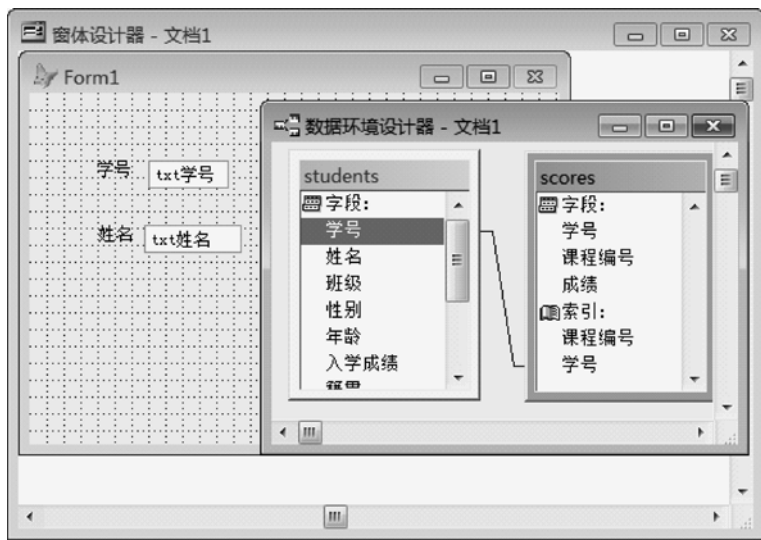 窗体设计器 - 文档1
Form1
学号
txt学号
姓名
txt姓名
数据环境设计器 - 文档1
students
字段:
学号
姓名
班级
性别
年龄
入学成绩
scores
字段:
学号
课程编号
成绩
索引:
课程编号
学号